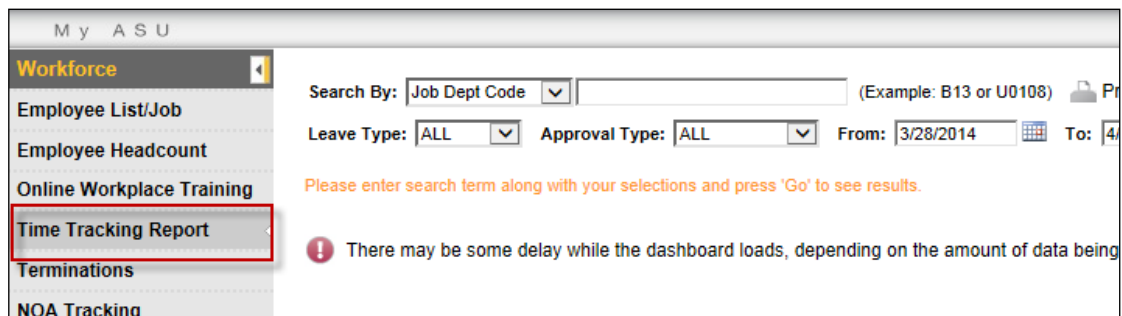 My ASU
Workforce
Employee List/Job
Employee Headcount
Online Workplace Training
Time Tracking Report
Terminations
NOA Tracking
Search By: Job Dept Code (Example: B13 or U0108) Pr
Leave Type: ALL Approval Type: ALL From: 3/28/2014 To: 4/
Please enter search term along with your selections and press 'Go' to see results.
There may be some delay while the dashboard loads, depending on the amount of data being